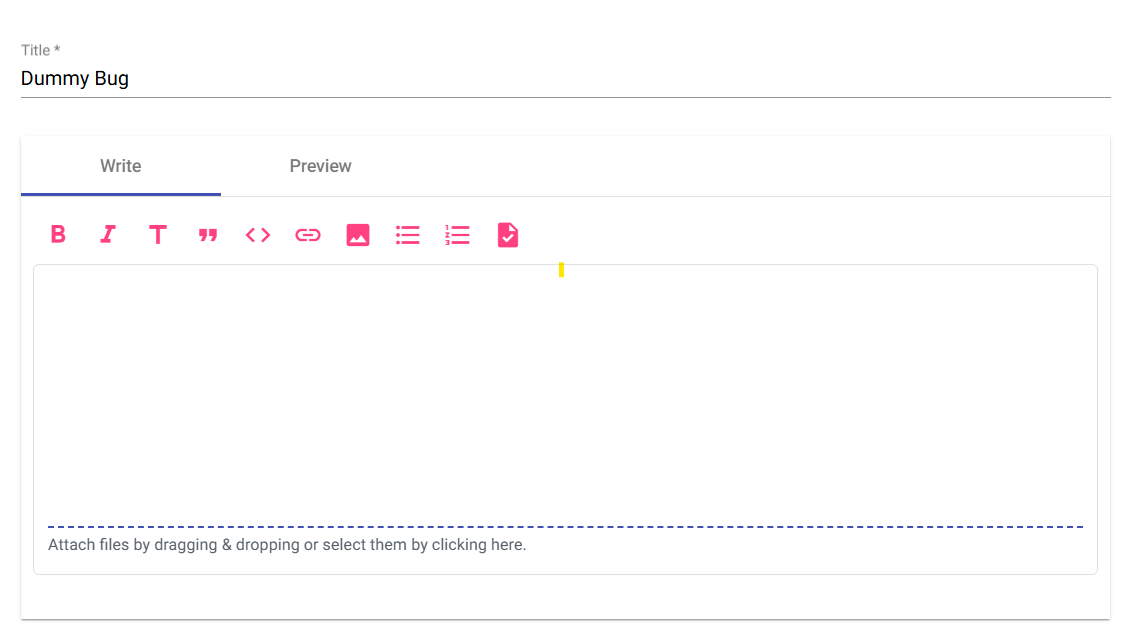 Title *
Dummy Bug
Write Preview
Attach files by dragging & dropping or select them by clicking here.